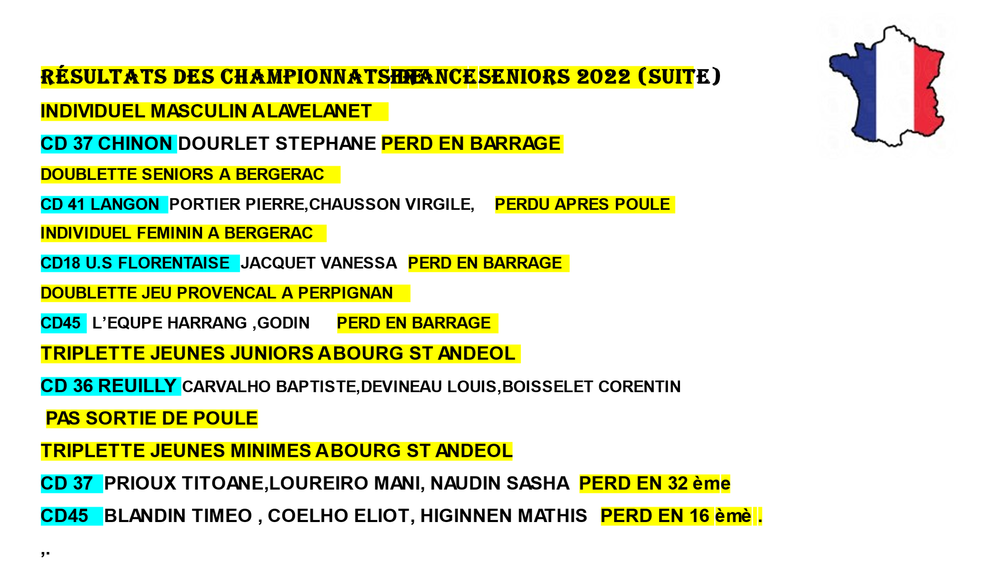 RÉSULTATS DES CHAMPIONNATS DE FRANCE SENIORS 2022 (SUITE)
INDIVIDUEL MASCULIN A LAVELANET
CD 37 CHINON DOURLET STEPHANE PERD EN BARRAGE
DOUBLETTE SENIORS A BERGERAC
CD 41 LANGON PORTIER PIERRE,CHAUSSON VIRGILE, PERDU APRES POULE
INDIVIDUEL FEMININ A BERGERAC
CD18 U.S FLORENTAISE JACQUET VANESSA PERD EN BARRAGE
DOUBLETTE JEU PROVENCAL A PERPIGNAN
CD45 L’EQUPE HARRANG ,GODIN PERD EN BARRAGE
TRIPLETTE JEUNES JUNIORS A BOURG ST ANDEOL
CD 36 REUILLY CARVALHO BAPTISTE,DEVINEAU LOUIS,BOISSELET CORENTIN
PAS SORTIE DE POULE
TRIPLETTE JEUNES MINIMES A BOURG ST ANDEOL
CD 37 PRIOUX TITOANE,LOUREIRO MANI, NAUDIN SASHA PERD EN 32 ème
CD45 BLANDIN TIMEO , COELHO ELIOT, HIGINNEN MATHIS PERD EN 16 èmè .
,.